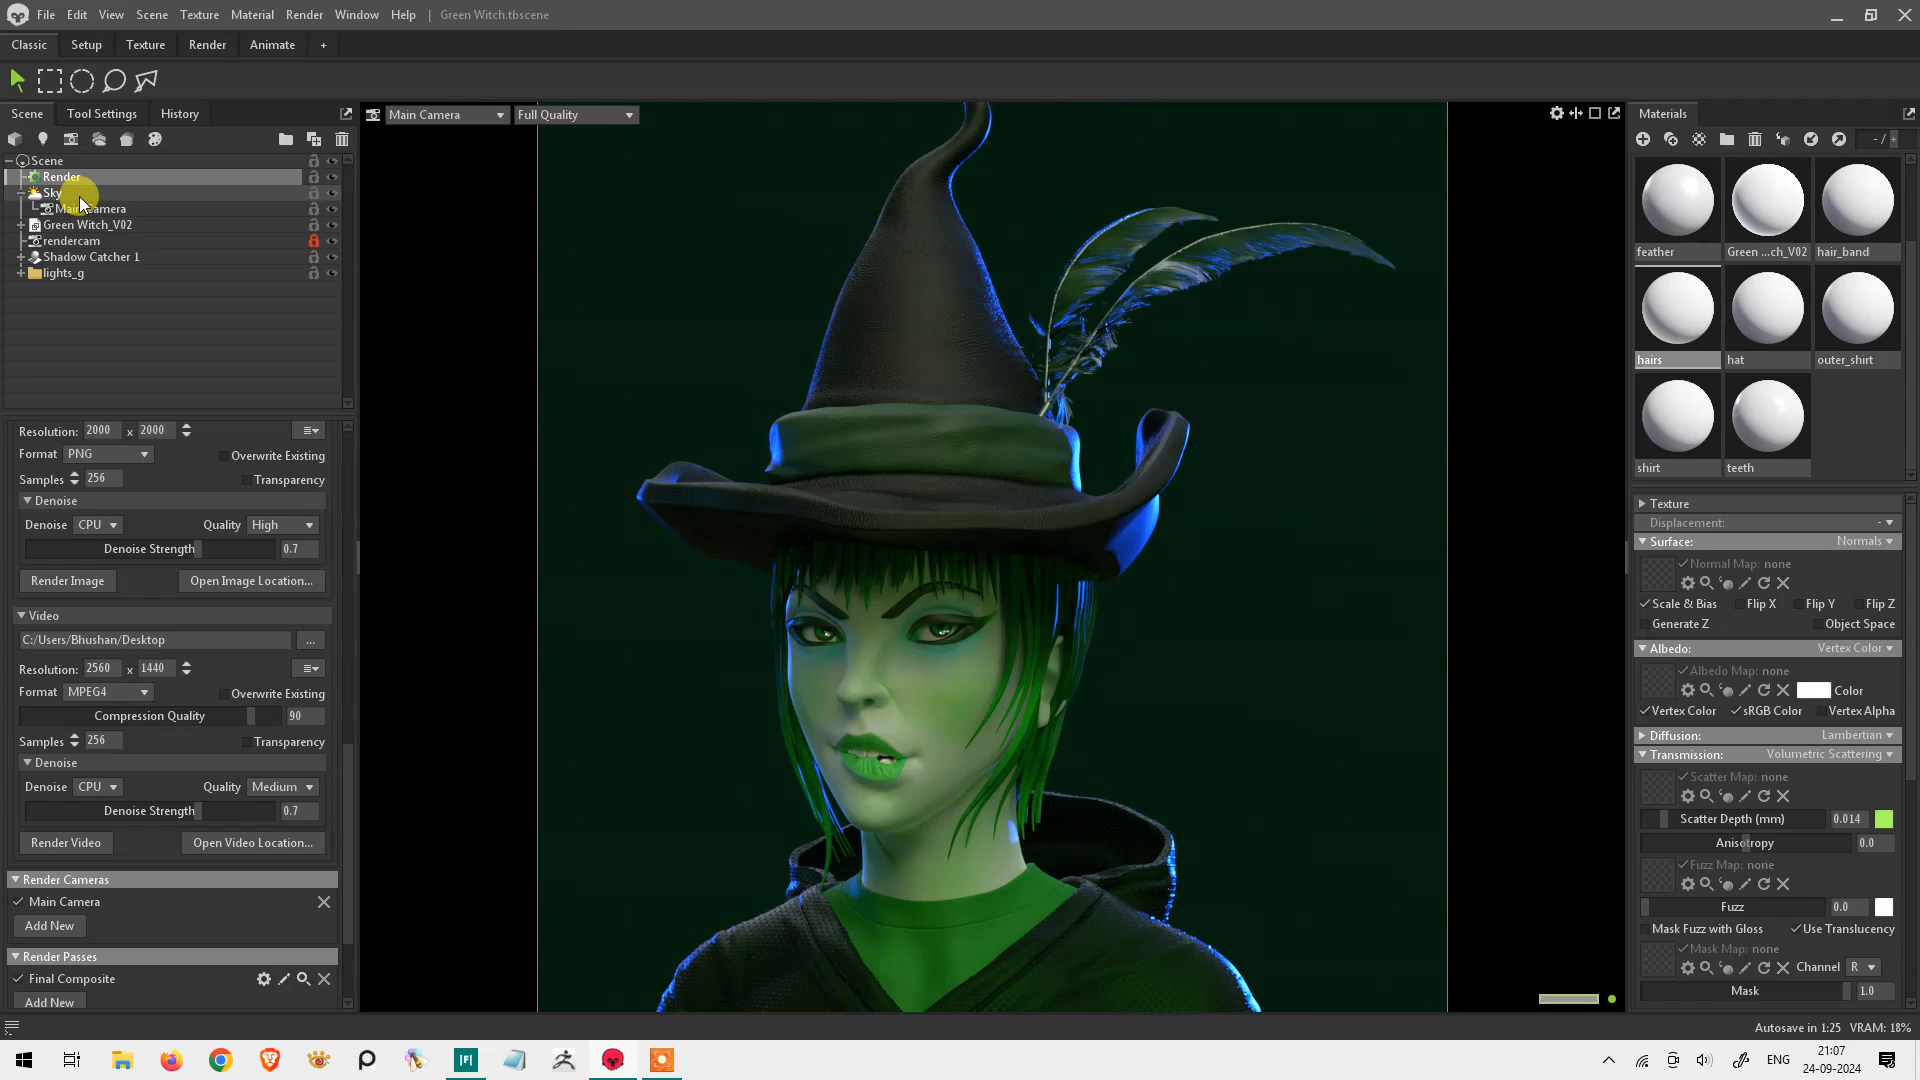 File Edit View Scene Texture Material Render Window Help | Green Witch.tbscene
Classic Setup Texture Render Animate +
Scene Tool Settings History
Scene
Render
Sky
Main Camera
Green Witch_V02
rendercam
Shadow Catcher 1
lights_g
Resolution: 2000 x 2000
Format PNG Overwrite Existing
Samples 256 Transparency
Denoise
Denoise CPU Quality High
Denoise Strength 0.7
Render Image Open Image Location...
Video
C:/Users/Bhushan/Desktop ...
Resolution: 2560 x 1440
Format MPEG4 Overwrite Existing
Compression Quality 90
Samples 256 Transparency
Denoise
Denoise CPU Quality Medium
Denoise Strength 0.7
Render Video Open Video Location...
Render Cameras
Main Camera
Add New
Render Passes
Final Composite
Add New
Main Camera Full Quality
Materials
- / +
feather Green ...ch_V02 hair_band
hairs hat outer_shirt
shirt teeth
Texture
Displacement: -
Surface: Normals
Normal Map: none
Scale & Bias Flip X Flip Y Flip Z
Generate Z Object Space
Albedo: Vertex Color
Albedo Map: none
Color
Vertex Color sRGB Color Vertex Alpha
Diffusion: Lambertian
Transmission: Volumetric Scattering
Scatter Map: none
Scatter Depth (mm) 0.014
Anisotropy 0.0
Fuzz Map: none
Fuzz 0.0
Mask Fuzz with Gloss Use Translucency
Mask Map: none
Channel R
Mask 1.0
Autosave in 1:25 VRAM: 18%
ENG
21:07
24-09-2024